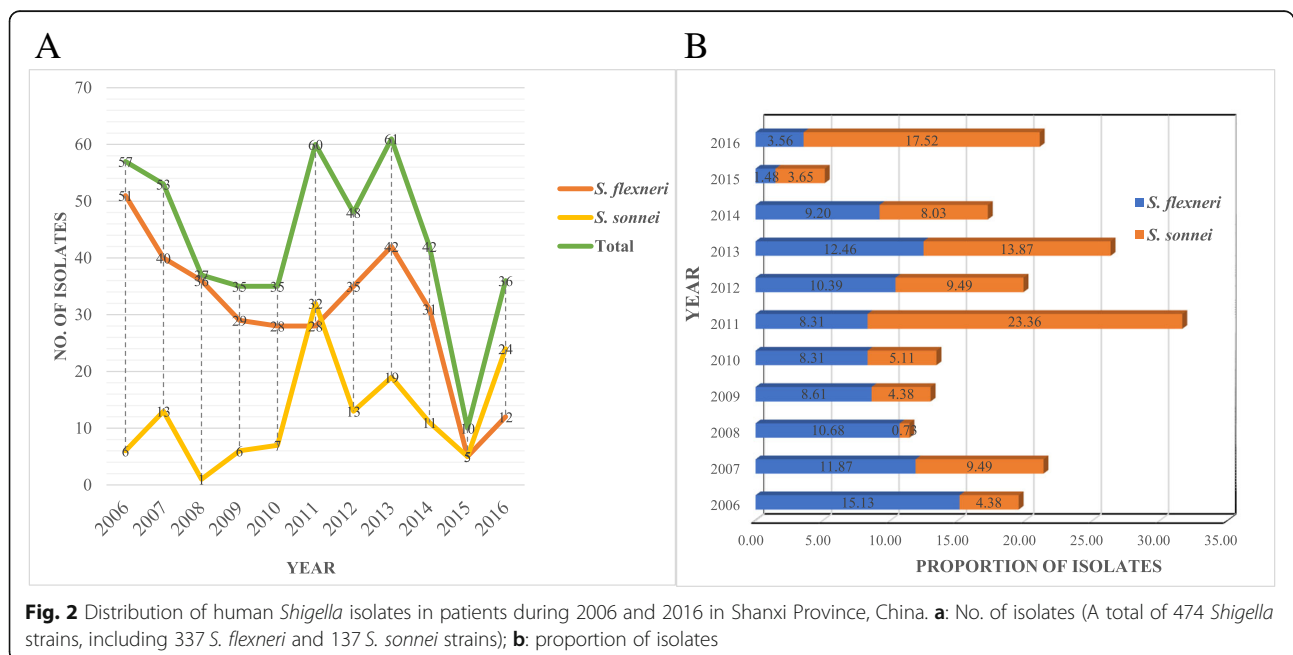 A
70
60
50
40
30
20
10
0
NO. OF ISOLATES
57
53
37
35
35
60
48
61
42
10
36
51
40
36
29
28
28
35
42
31
5
12
6
13
1
6
7
32
13
19
11
24
2006
2007
2008
2009
2010
2011
2012
2013
2014
2015
2016
YEAR
S. flexneri
S. sonnei
Total
B
YEAR
2016 3.56 17.52
2015 1.48 3.65
2014 9.20 8.03
2013 12.46 13.87
2012 10.39 9.49
2011 8.31 23.36
2010 8.31 5.11
2009 8.61 4.38
2008 10.68 0.73
2007 11.87 9.49
2006 15.13 4.38
0.00 5.00 10.00 15.00 20.00 25.00 30.00 35.00
PROPORTION OF ISOLATES
S. flexneri
S. sonnei
Fig. 2 Distribution of human Shigella isolates in patients during 2006 and 2016 in Shanxi Province, China. a: No. of isolates (A total of 474 Shigella
strains, including 337 S. flexneri and 137 S. sonnei strains); b: proportion of isolates